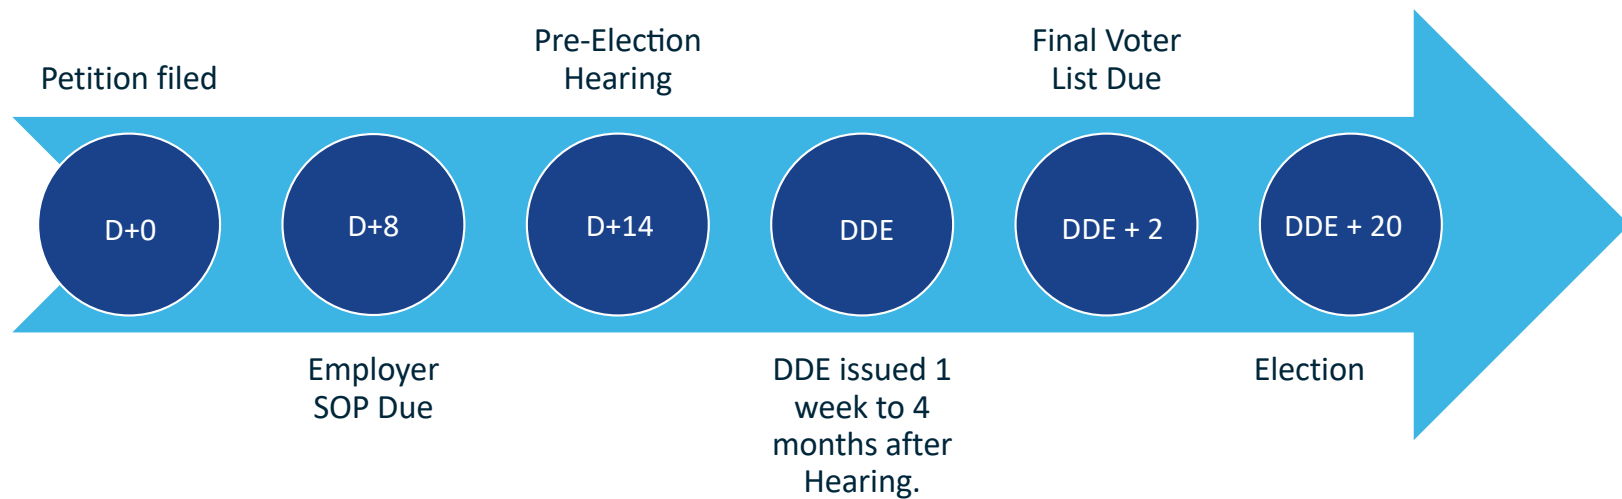 Petition filed
Pre-Election
Hearing
Final Voter
List Due
D+0
D+8
D+14
DDE
DDE + 2
DDE + 20
Employer
SOP Due
DDE issued 1
week to 4
months after
Hearing.
Election